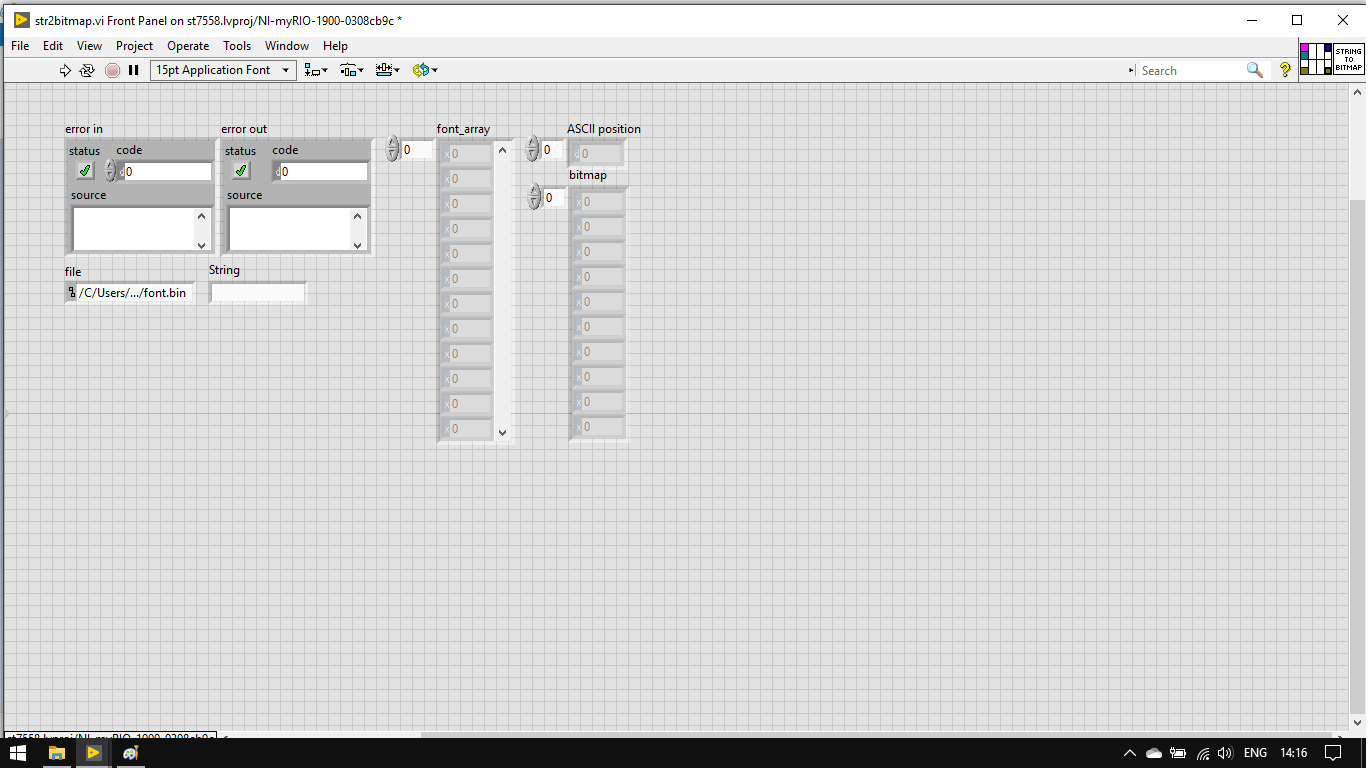 str2bitmap.vi Front Panel on st7558.lvproj/NI-myRIO-1900-0308cb9c *
File Edit View Project Operate Tools Window Help
15pt Application Font
Search
?
STRING
TO
BITMAP
error in
status code
0
source
error out
status code
d 0
source
file
/C/Users/.../font.bin
String
font_array
0
x 0
x 0
x 0
x 0
x 0
x 0
x 0
x 0
x 0
x 0
x 0
x 0
ASCII position
0
d 0
bitmap
0
x 0
x 0
x 0
x 0
x 0
x 0
x 0
x 0
x 0
x 0
st7558.lvproj/NI-myRIO-1900-0308cb9c
ENG 14:16